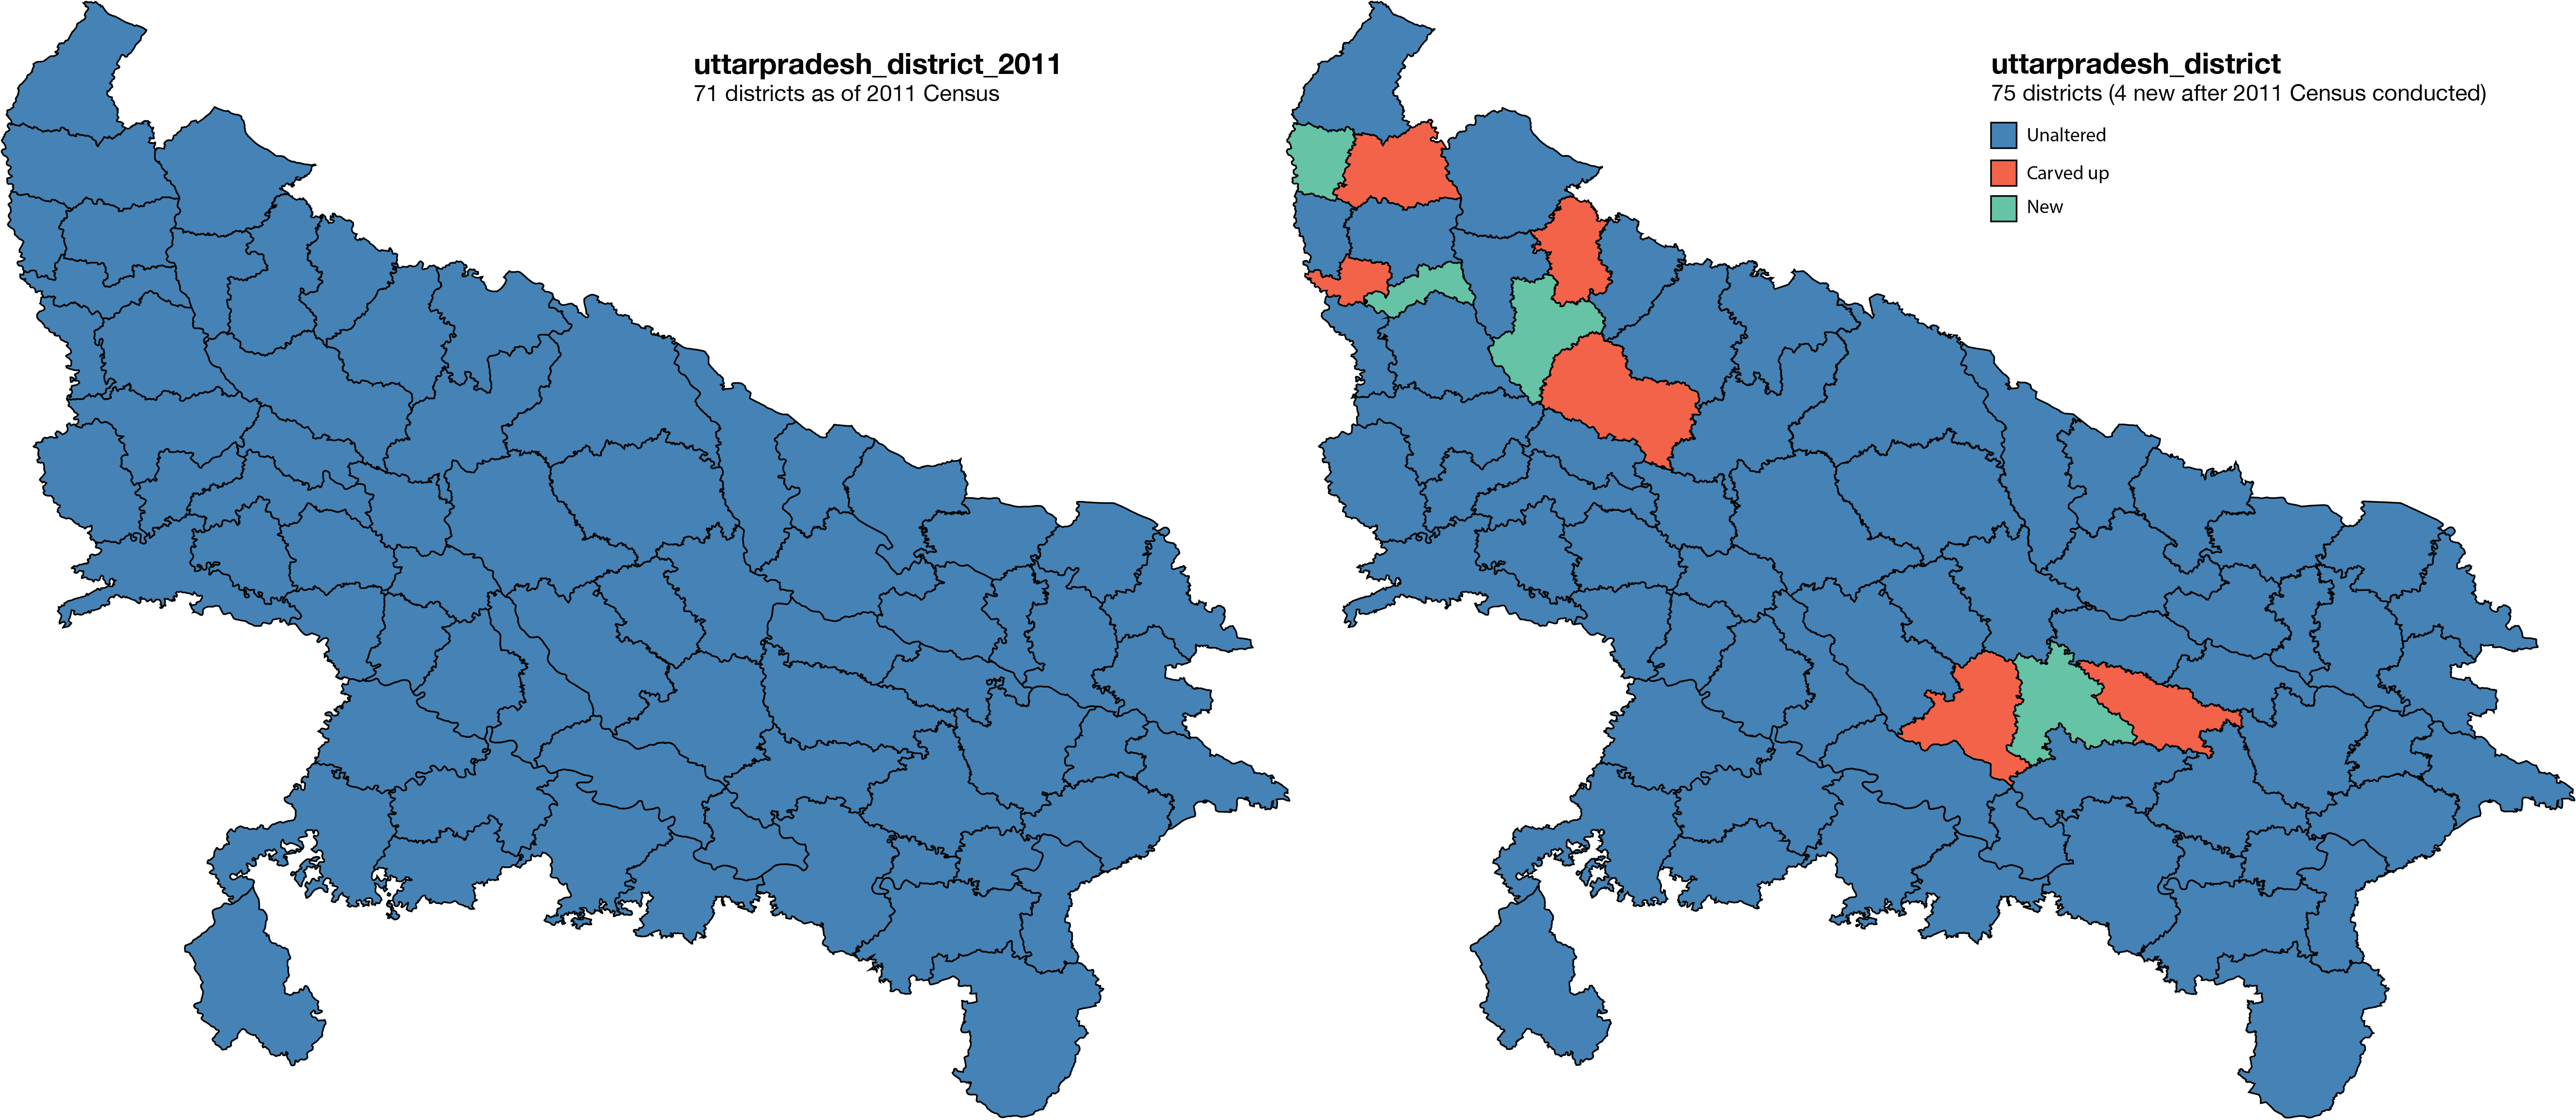 uttarpradesh_district_2011
71 districts as of 2011 Census
uttarpradesh_district
75 districts (4 new after 2011 Census conducted)
Unaltered
Carved up
New